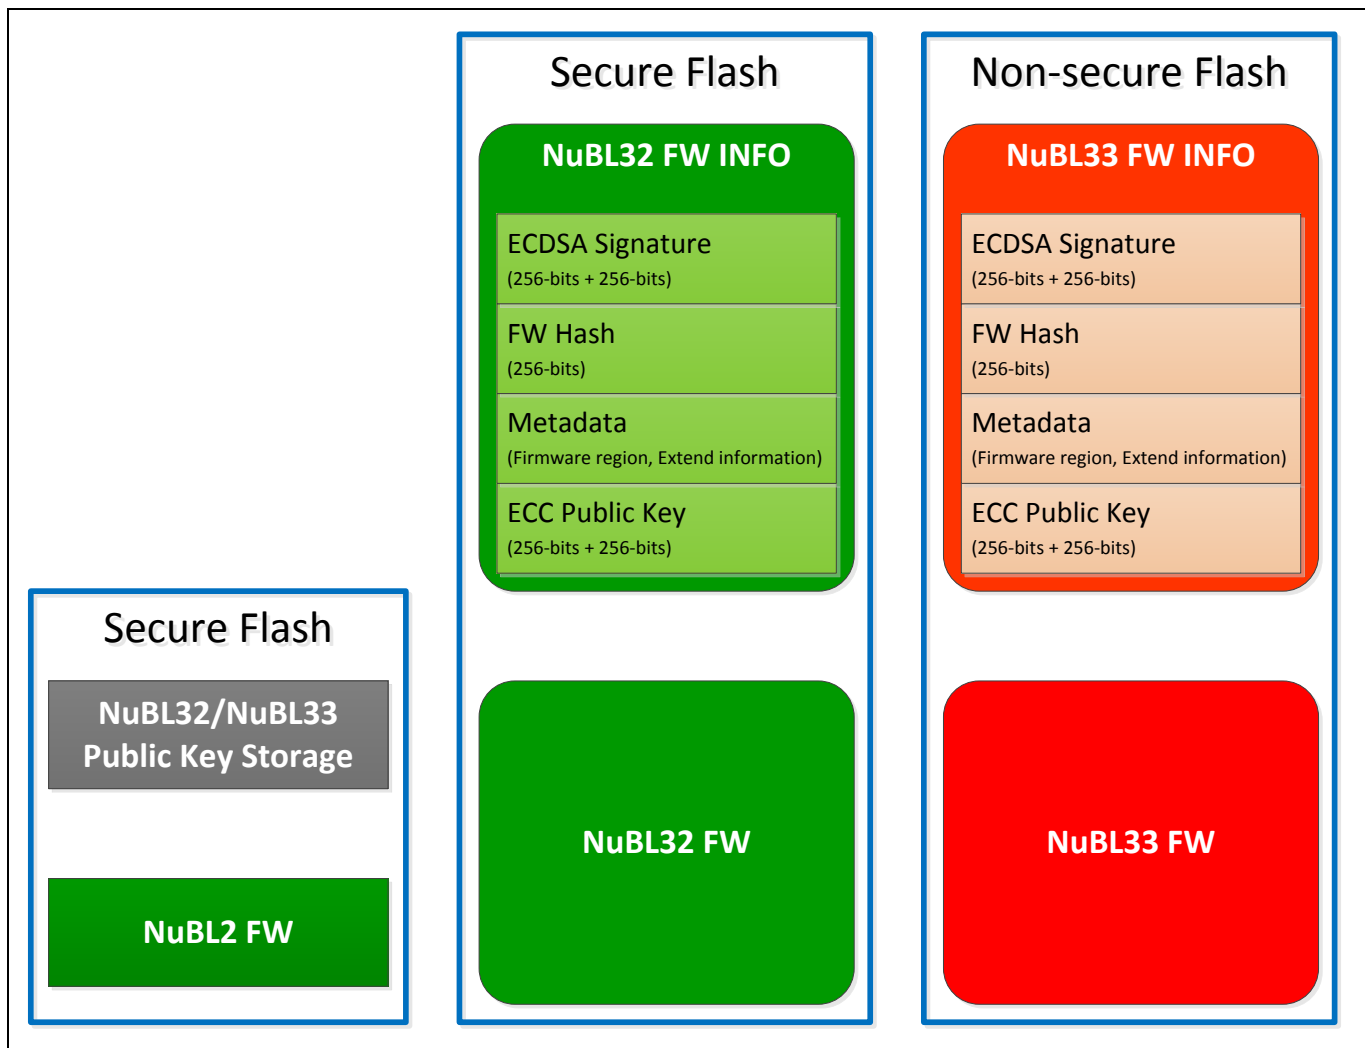 Secure Flash
NuBL32/NuBL33
Public Key Storage
NuBL2 FW
Secure Flash
NuBL32 FW INFO
ECDSA Signature
(256-bits + 256-bits)
FW Hash
(256-bits)
Metadata
(Firmware region, Extend information)
ECC Public Key
(256-bits + 256-bits)
NuBL32 FW
Non-secure Flash
NuBL33 FW INFO
ECDSA Signature
(256-bits + 256-bits)
FW Hash
(256-bits)
Metadata
(Firmware region, Extend information)
ECC Public Key
(256-bits + 256-bits)
NuBL33 FW